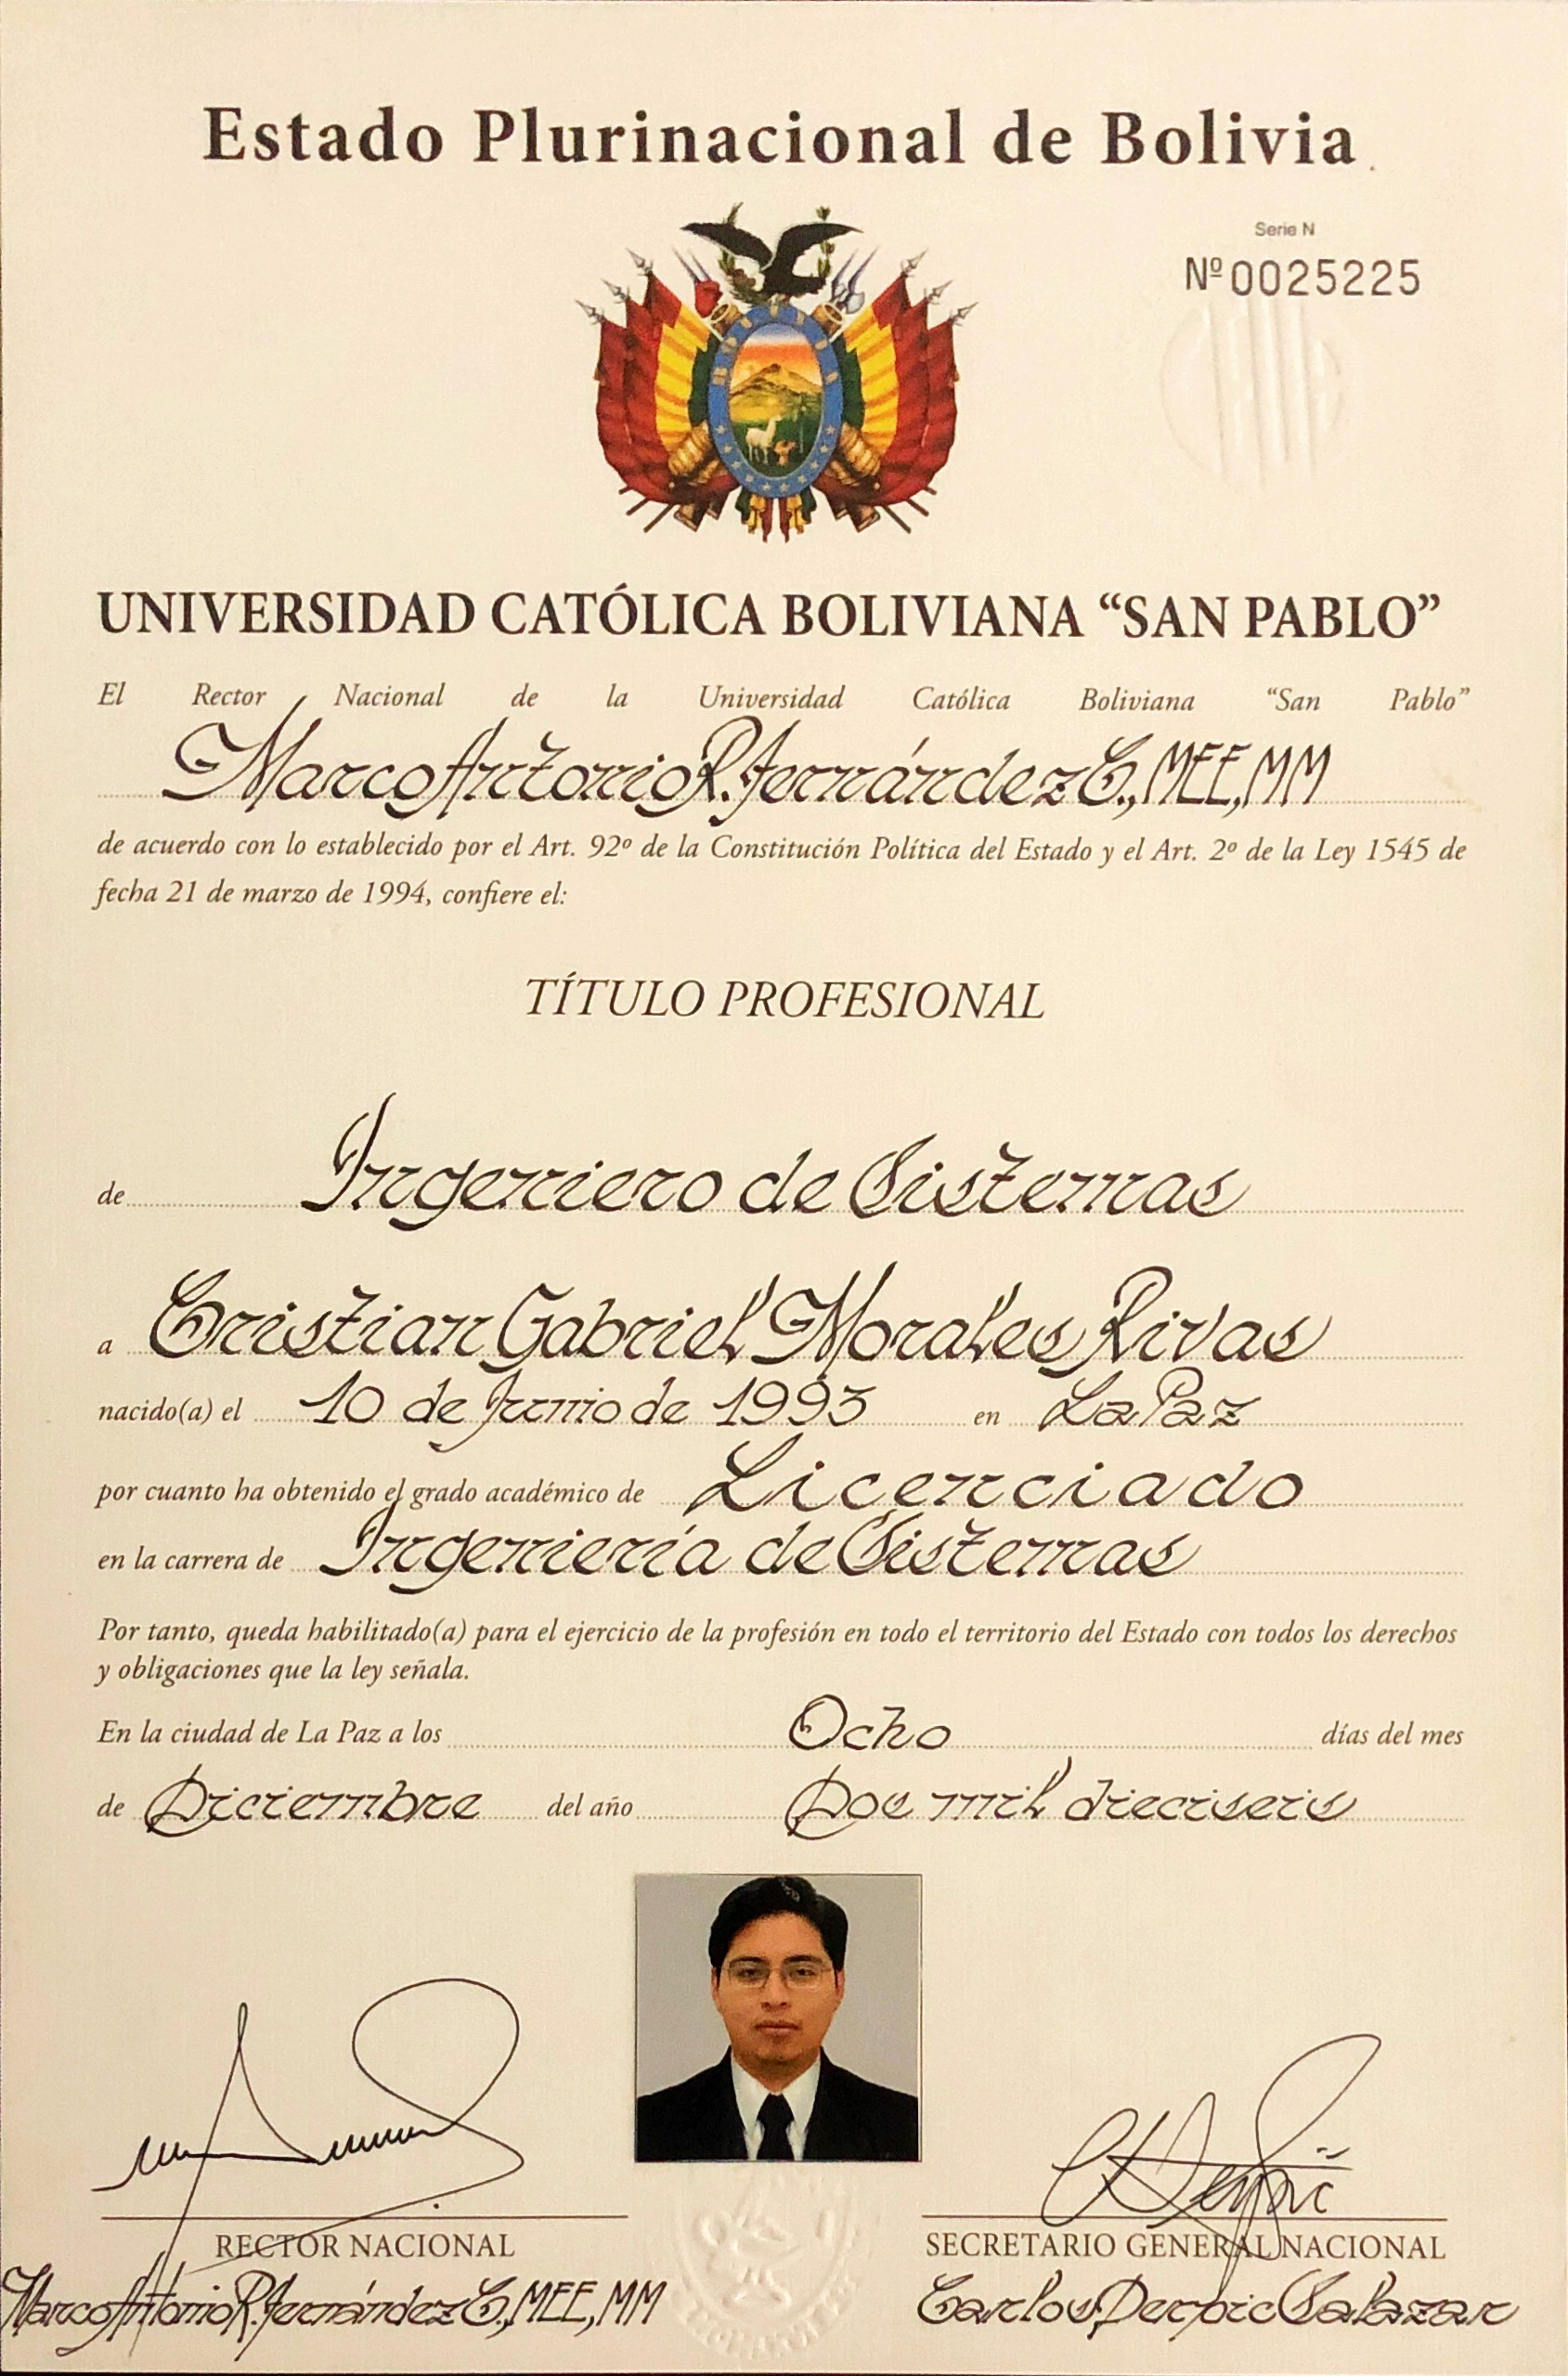 Estado Plurinacional de Bolivia
Serie N
Nº 0025225
UNIVERSIDAD CATÓLICA BOLIVIANA “SAN PABLO”
El Rector Nacional de la Universidad Católica Boliviana “San Pablo”
Marco Antonio R. Fernández C., MEE, MM
de acuerdo con lo establecido por el Art. 92º de la Constitución Política del Estado y el Art. 2º de la Ley 1545 de
fecha 21 de marzo de 1994, confiere el:
TÍTULO PROFESIONAL
de Ingeniero de Sistemas
a Cristian Gabriel Morales Rivas
nacido(a) el 10 de Junio de 1993 en La Paz
por cuanto ha obtenido el grado académico de Licenciado
en la carrera de Ingeniería de Sistemas
Por tanto, queda habilitado(a) para el ejercicio de la profesión en todo el territorio del Estado con todos los derechos
y obligaciones que la ley señala.
En la ciudad de La Paz a los Ocho días del mes
de Diciembre del año Dos mil dieciseis
RECTOR NACIONAL
SECRETARIO GENERAL NACIONAL
Marco Antonio R. Fernández C., MEE, MM
Carlos Derpic Salazar